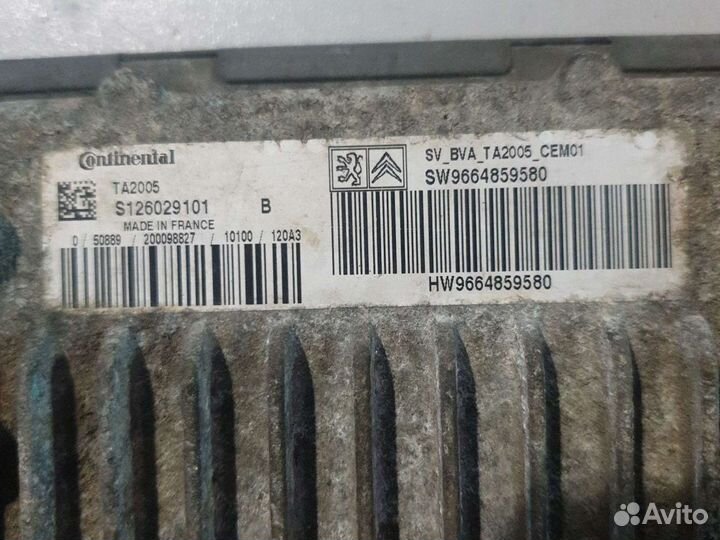 Continental
TA2005
S126029101 B
MADE IN FRANCE
0 / 50889 / 200098827 / 10100 / 120A3
SV_BVA_TA2005_CEM01
SW9664859580
HW9664859580
Avito